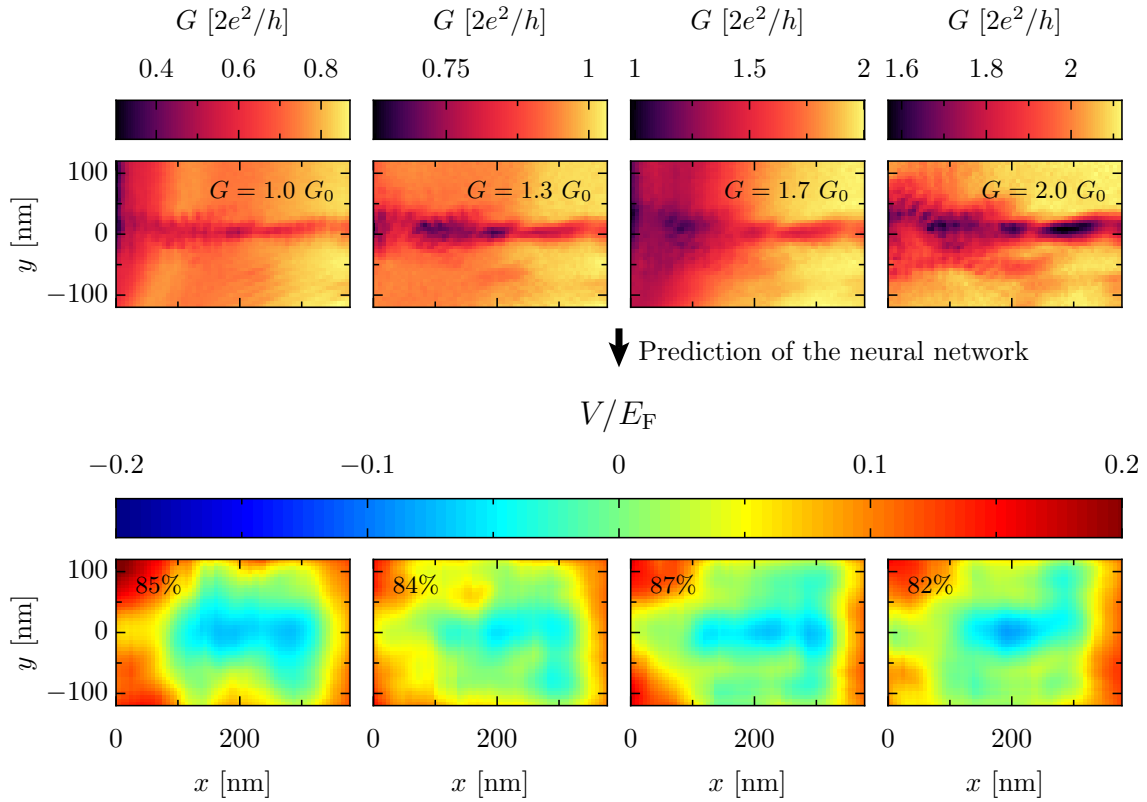 G [2e²/h] G [2e²/h] G [2e²/h] G [2e²/h]
0.4 0.6 0.8 0.75 1 1 1.5 2 1.6 1.8 2
100 G = 1.0 G₀ G = 1.3 G₀ G = 1.7 G₀ G = 2.0 G₀
y [nm]
0
−100
Prediction of the neural network
V/E_F
−0.2 −0.1 0 0.1 0.2
100 85% 84% 87% 82%
y [nm]
0
−100
0 200 0 200 0 200 0 200
x [nm] x [nm] x [nm] x [nm]